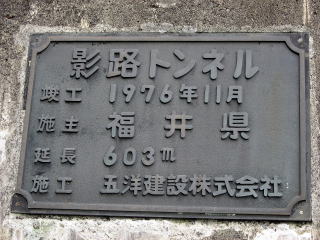 影路トンネル
竣工 1976年11月
施主 福井県
延長 603m
施工 五洋建設株式会社